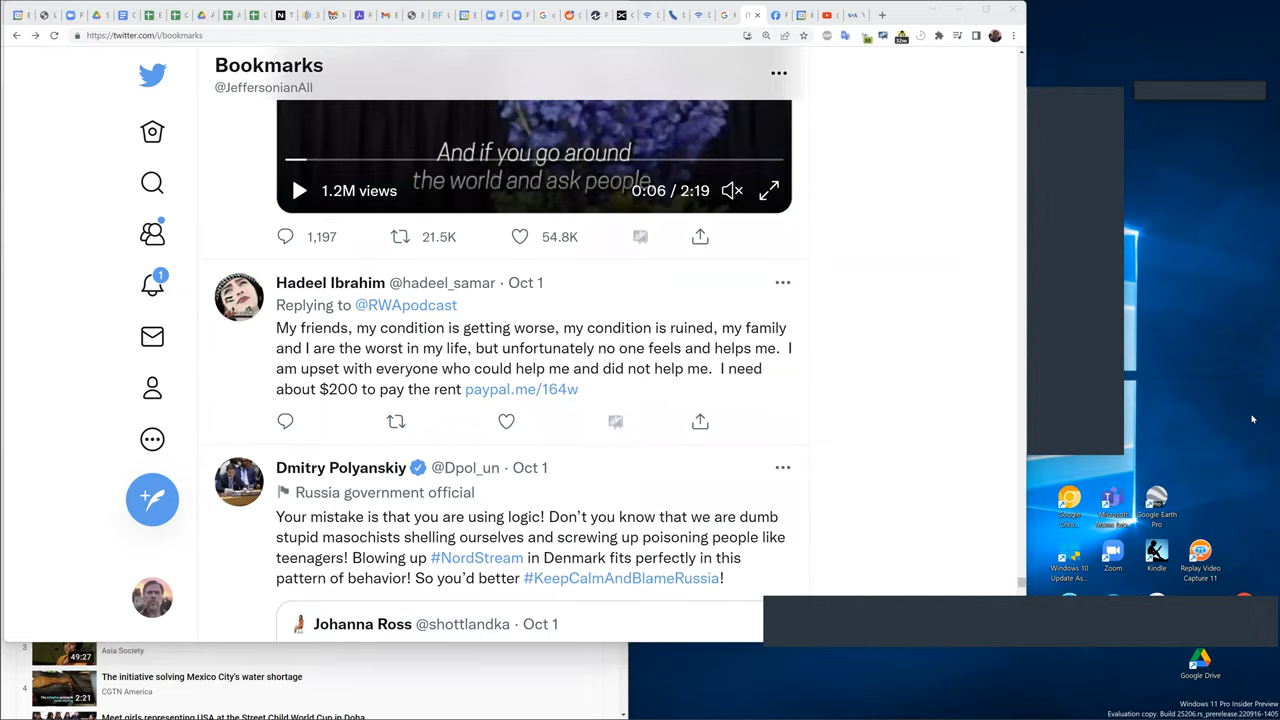 https://twitter.com/i/bookmarks
Bookmarks
@JeffersonianAll
And if you go around
the world and ask people
1.2M views
0:06 / 2:19
1,197
21.5K
54.8K
Hadeel Ibrahim @hadeel_samar · Oct 1
Replying to @RWApodcast
My friends, my condition is getting worse, my condition is ruined, my family
and I are the worst in my life, but unfortunately no one feels and helps me. I
am upset with everyone who could help me and did not help me. I need
about $200 to pay the rent paypal.me/164w
1
Dmitry Polyanskiy @Dpol_un · Oct 1
Russia government official
Your mistake is that you're using logic! Don't you know that we are dumb
stupid masochists shelling ourselves and screwing up poisoning people like
teenagers! Blowing up #NordStream in Denmark fits perfectly in this
pattern of behavior! So you'd better #KeepCalmAndBlameRussia!
Johanna Ross @shottlandka · Oct 1
3
49:27
Asia Society
4
2:21
The initiative solving Mexico City's water shortage
CGTN America
Meet girls representing USA at the Street Child World Cup in Doha
Google
Chro...
Microsoft
Teams
Google Earth
Pro
Windows 10
Update As...
Zoom
Kindle
Replay Video
Capture 11
Google Drive
Windows 11 Pro Insider Preview
Evaluation copy. Build 25206.rs_prerelease.220916-1405